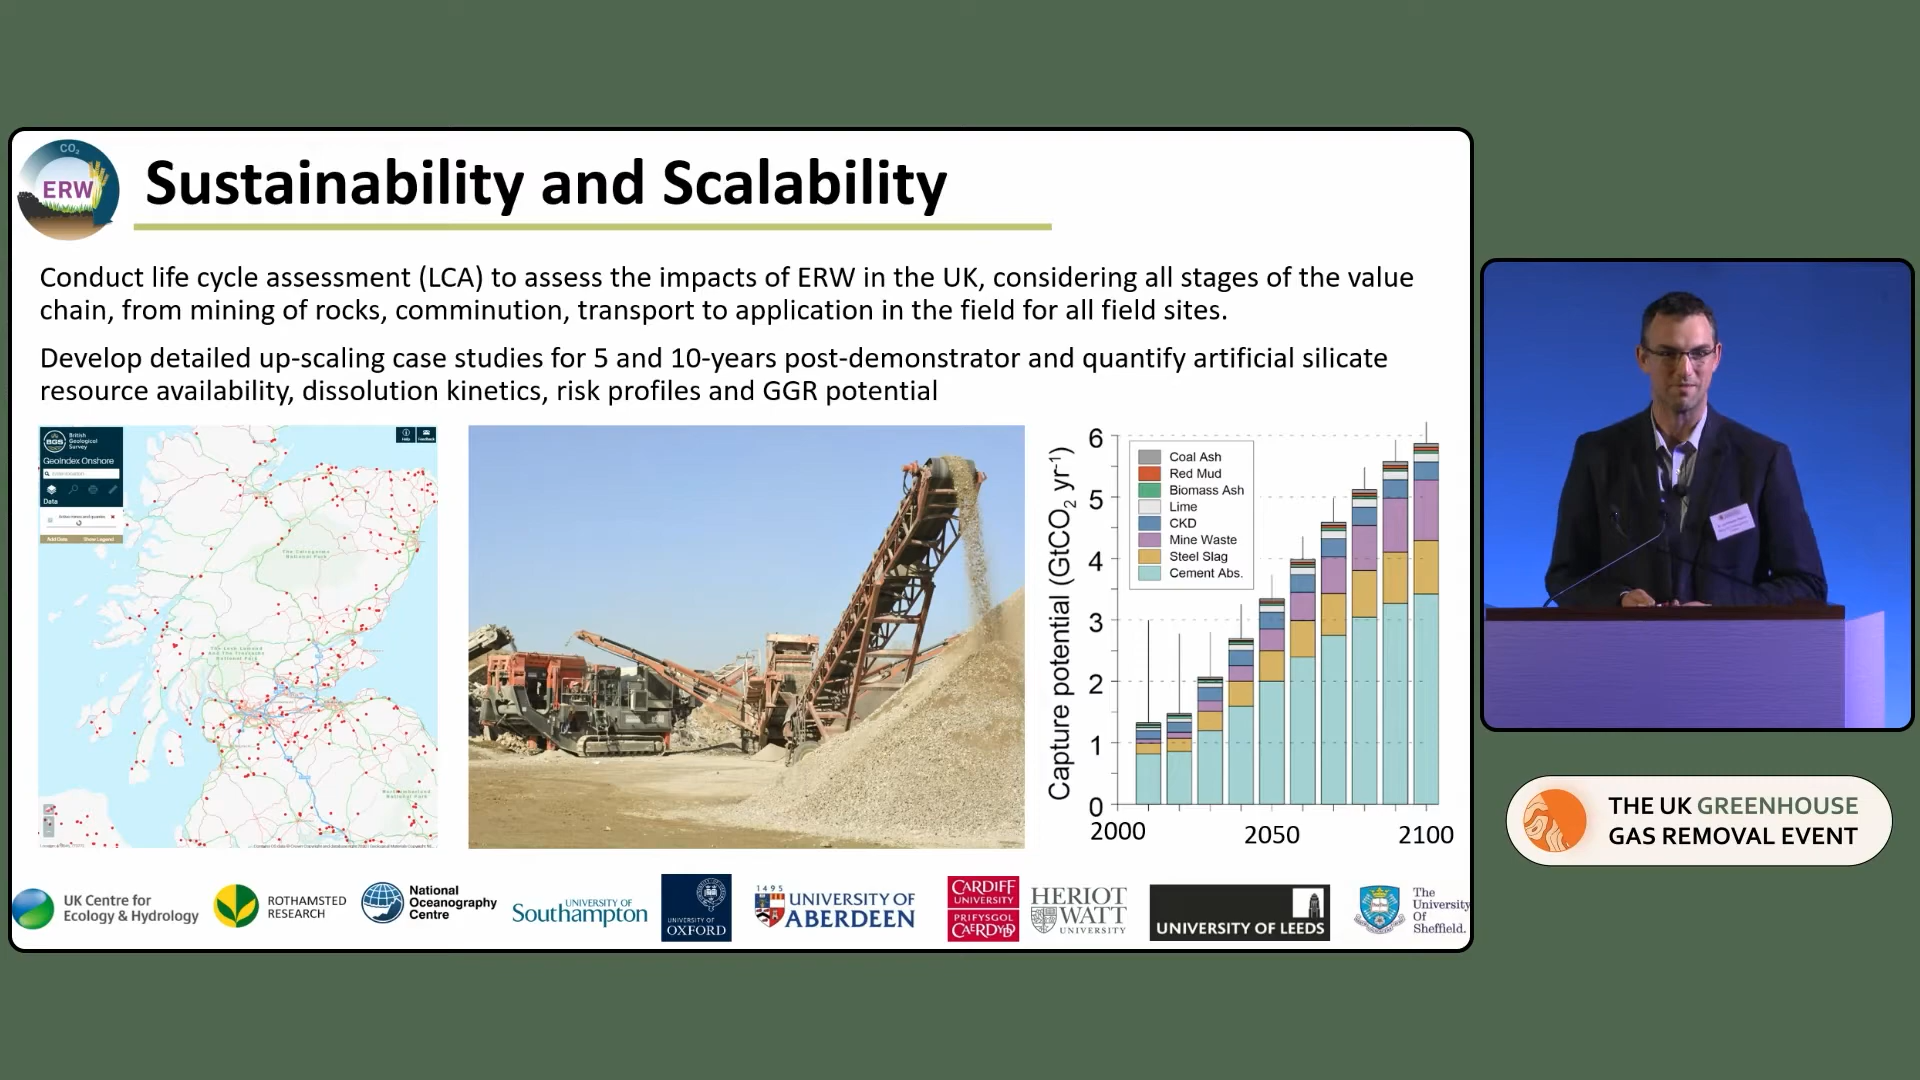 CO₂
ERW
Sustainability and Scalability
Conduct life cycle assessment (LCA) to assess the impacts of ERW in the UK, considering all stages of the value
chain, from mining of rocks, comminution, transport to application in the field for all field sites.
Develop detailed up-scaling case studies for 5 and 10-years post-demonstrator and quantify artificial silicate
resource availability, dissolution kinetics, risk profiles and GGR potential
BGS
British
Geological
Survey
GeoIndex Onshore
Data
Add Data
Show Legend
Help
Feedback
Capture potential (GtCO₂ yr⁻¹)
6
5
4
3
2
1
0
2000
2050
2100
Coal Ash
Red Mud
Biomass Ash
Lime
CKD
Mine Waste
Steel Slag
Cement Abs.
UK Centre for
Ecology & Hydrology
ROTHAMSTED
RESEARCH
National
Oceanography
Centre
UNIVERSITY OF
Southampton
UNIVERSITY OF
OXFORD
1495
UNIVERSITY OF
ABERDEEN
CARDIFF
UNIVERSITY
PRIFYSGOL
CAERDYDD
HERIOT
WATT
UNIVERSITY
UNIVERSITY OF LEEDS
The
University
Of
Sheffield.
THE UK GREENHOUSE
GAS REMOVAL EVENT